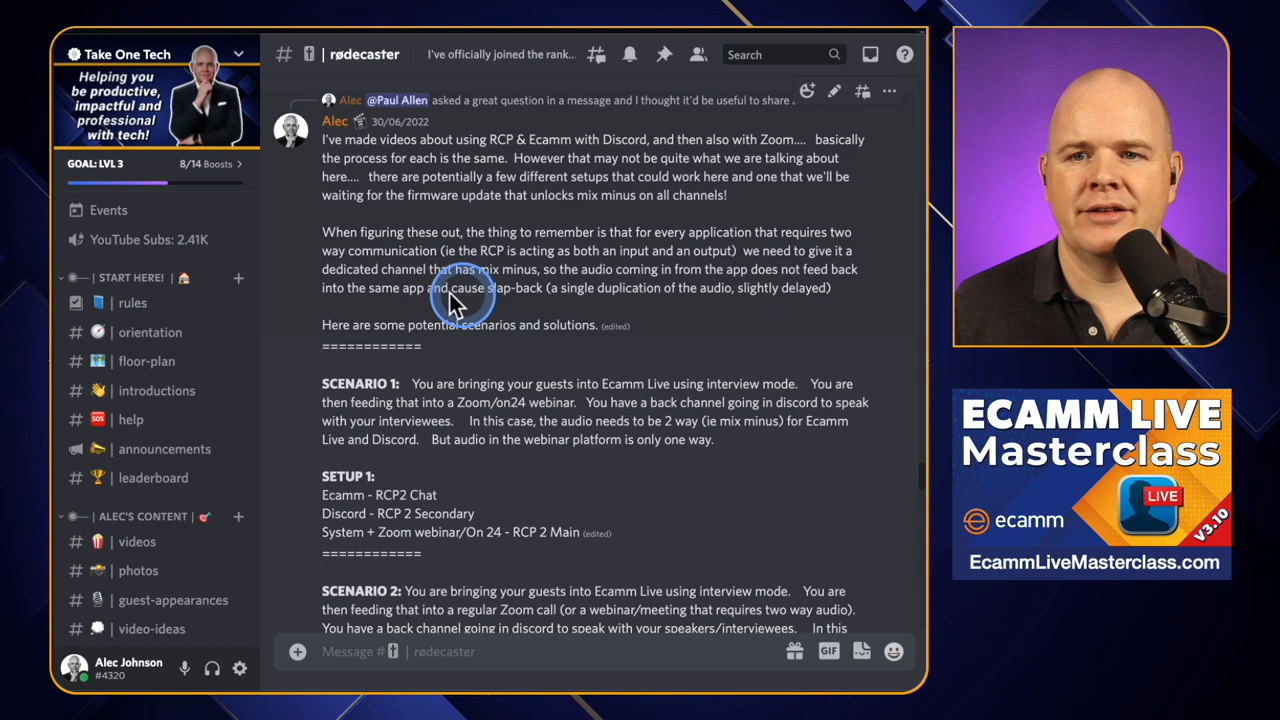 Take One Tech
Helping you
be productive,
impactful and
professional
with tech!
GOAL: LVL 3 8/14 Boosts >
Events
YouTube Subs: 2.41K
| START HERE! +
| rules
# | orientation
# | floor-plan
# | introductions
# SOS | help
| announcements
# | leaderboard
| ALEC'S CONTENT | +
# | videos
# | photos
# | guest-appearances
# | video-ideas
Alec Johnson
#4320
# | rødecaster I've officially joined the rank... Search
Alec @Paul Allen asked a great question in a message and I thought it'd be useful to share
Alec 30/06/2022
I've made videos about using RCP & Ecamm with Discord, and then also with Zoom.... basically
the process for each is the same. However that may not be quite what we are talking about
here.... there are potentially a few different setups that could work here and one that we'll be
waiting for the firmware update that unlocks mix minus on all channels!
When figuring these out, the thing to remember is that for every application that requires two
way communication (ie the RCP is acting as both an input and an output) we need to give it a
dedicated channel that has mix minus, so the audio coming in from the app does not feed back
into the same app and cause slap-back (a single duplication of the audio, slightly delayed)
Here are some potential scenarios and solutions. (edited)
============
SCENARIO 1: You are bringing your guests into Ecamm Live using interview mode. You are
then feeding that into a Zoom/on24 webinar. You have a back channel going in discord to speak
with your interviewees. In this case, the audio needs to be 2 way (ie mix minus) for Ecamm
Live and Discord. But audio in the webinar platform is only one way.
SETUP 1:
Ecamm - RCP2 Chat
Discord - RCP 2 Secondary
System + Zoom webinar/On 24 - RCP 2 Main (edited)
============
SCENARIO 2: You are bringing your guests into Ecamm Live using interview mode. You are
then feeding that into a regular Zoom call (or a webinar/meeting that requires two way audio).
You have a back channel going in discord to speak with your speakers/interviewees. In this
Message # | rødecaster
GIF
SHU
ECAMM LIVE
Masterclass
LIVE
ecamm
V3.10
EcammLiveMasterclass.com